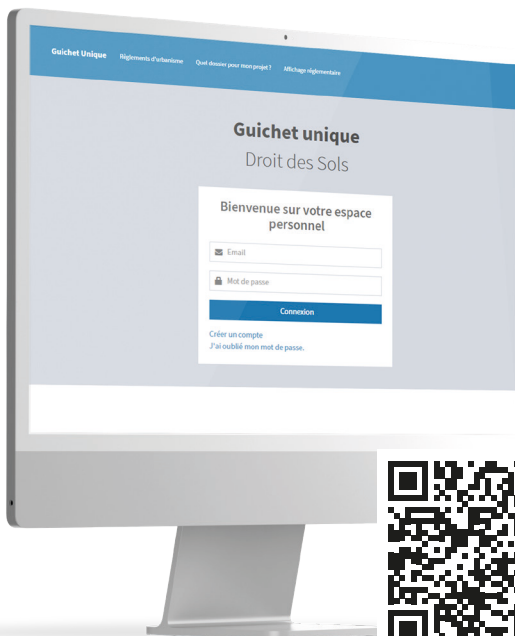 Guichet Unique Règlements d'urbanisme Quel dossier pour mon projet ? Affichage réglementaire
Guichet unique
Droit des Sols
Bienvenue sur votre espace
personnel
Email
Mot de passe
Connexion
Créer un compte
J'ai oublié mon mot de passe.